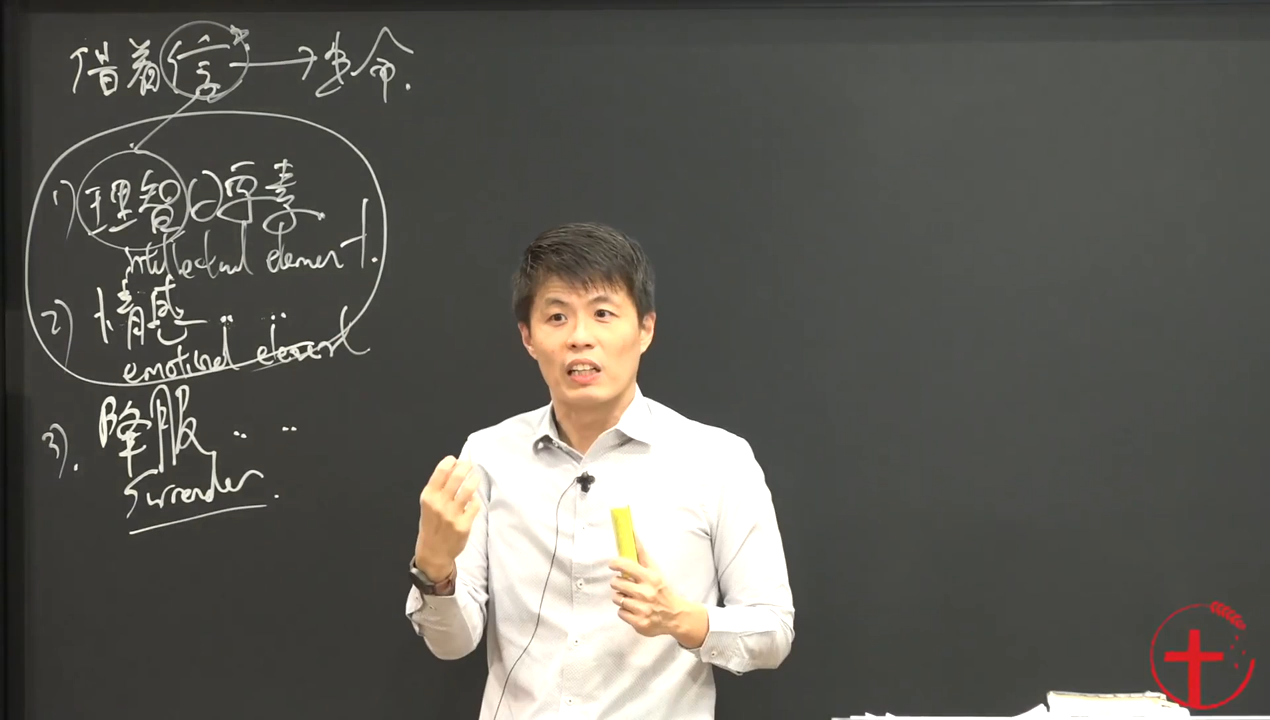 借着信→生命.
1) 理智的因素
intellectual element.
2) 情感 ‥ ‥
emotional element
3). 降服 ‥ ‥
Surrender.